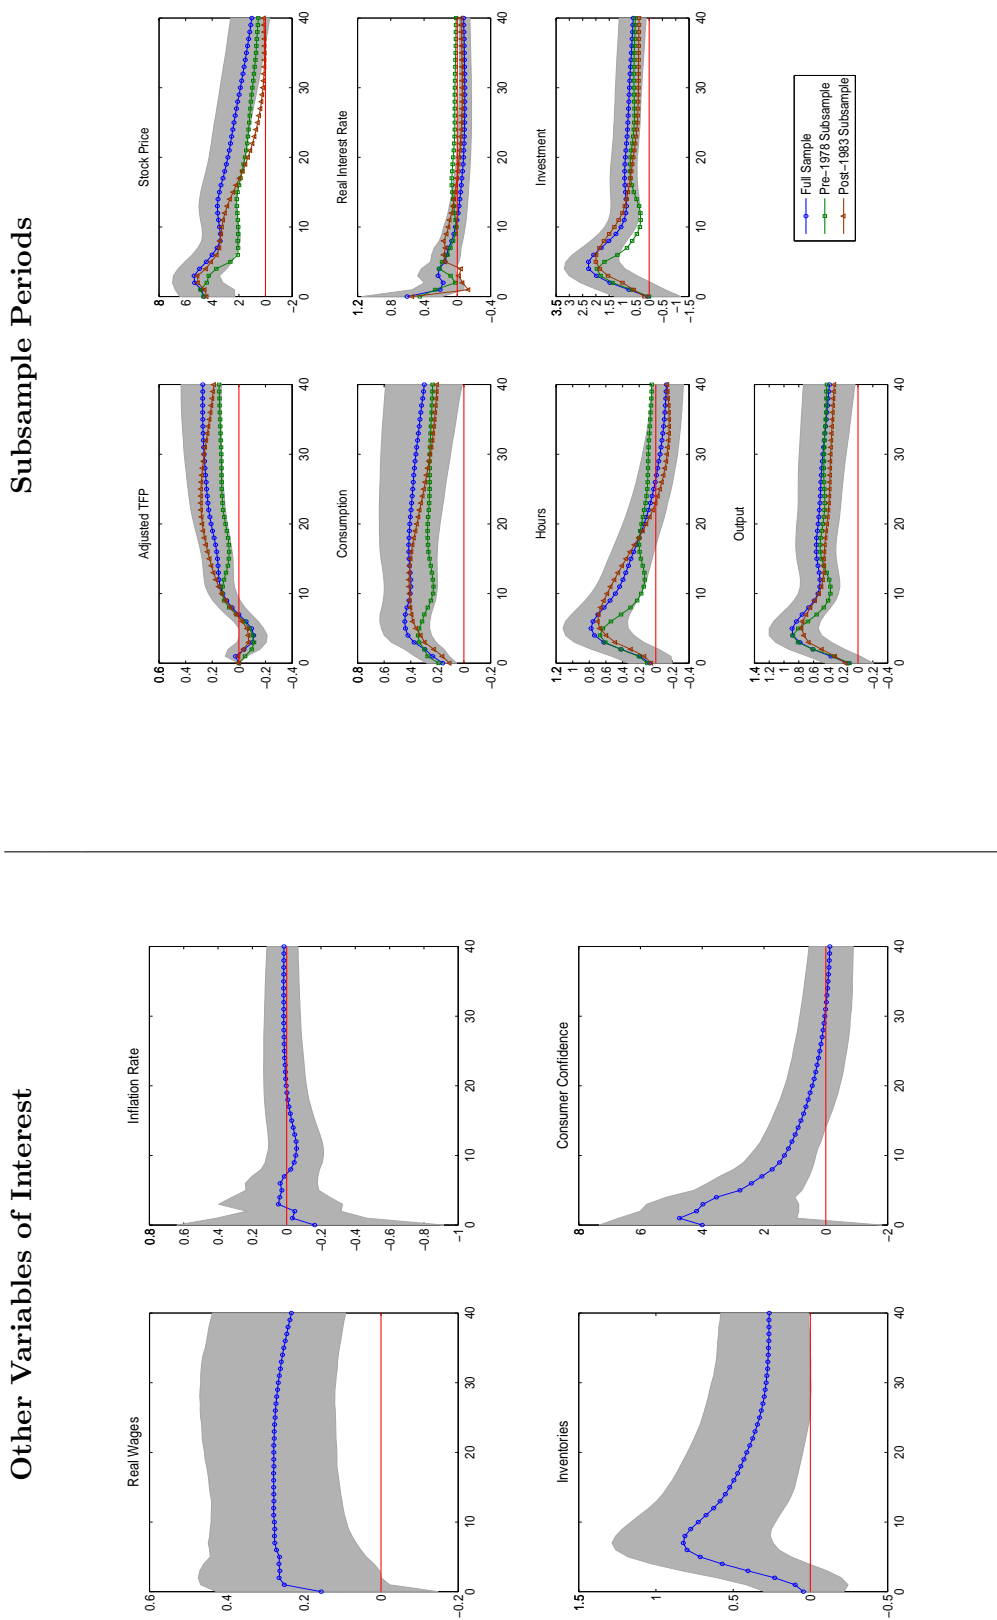 Other Variables of Interest
Real Wages
0.6
0.4
0.2
0
−0.2
0 10 20 30 40
Inflation Rate
0.8
0.6
0.4
0.2
0
−0.2
−0.4
−0.6
−0.8
−1
0 10 20 30 40
Inventories
1.5
1
0.5
0
−0.5
0 10 20 30 40
Consumer Confidence
8
6
4
2
0
−2
0 10 20 30 40
Subsample Periods
Adjusted TFP
0.6
0.4
0.2
0
−0.2
−0.4
0 10 20 30 40
Stock Price
8
6
4
2
0
−2
0 10 20 30 40
Consumption
0.8
0.6
0.4
0.2
0
−0.2
0 10 20 30 40
Real Interest Rate
1.2
0.8
0.4
0
−0.4
0 10 20 30 40
Hours
1.2
1
0.8
0.6
0.4
0.2
0
−0.2
−0.4
0 10 20 30 40
Investment
3.5
3
2.5
2
1.5
1
0.5
0
−0.5
−1
−1.5
0 10 20 30 40
Output
1.4
1.2
1
0.8
0.6
0.4
0.2
0
−0.2
−0.4
0 10 20 30 40
Full Sample
Pre−1978 Subsample
Post−1983 Subsample